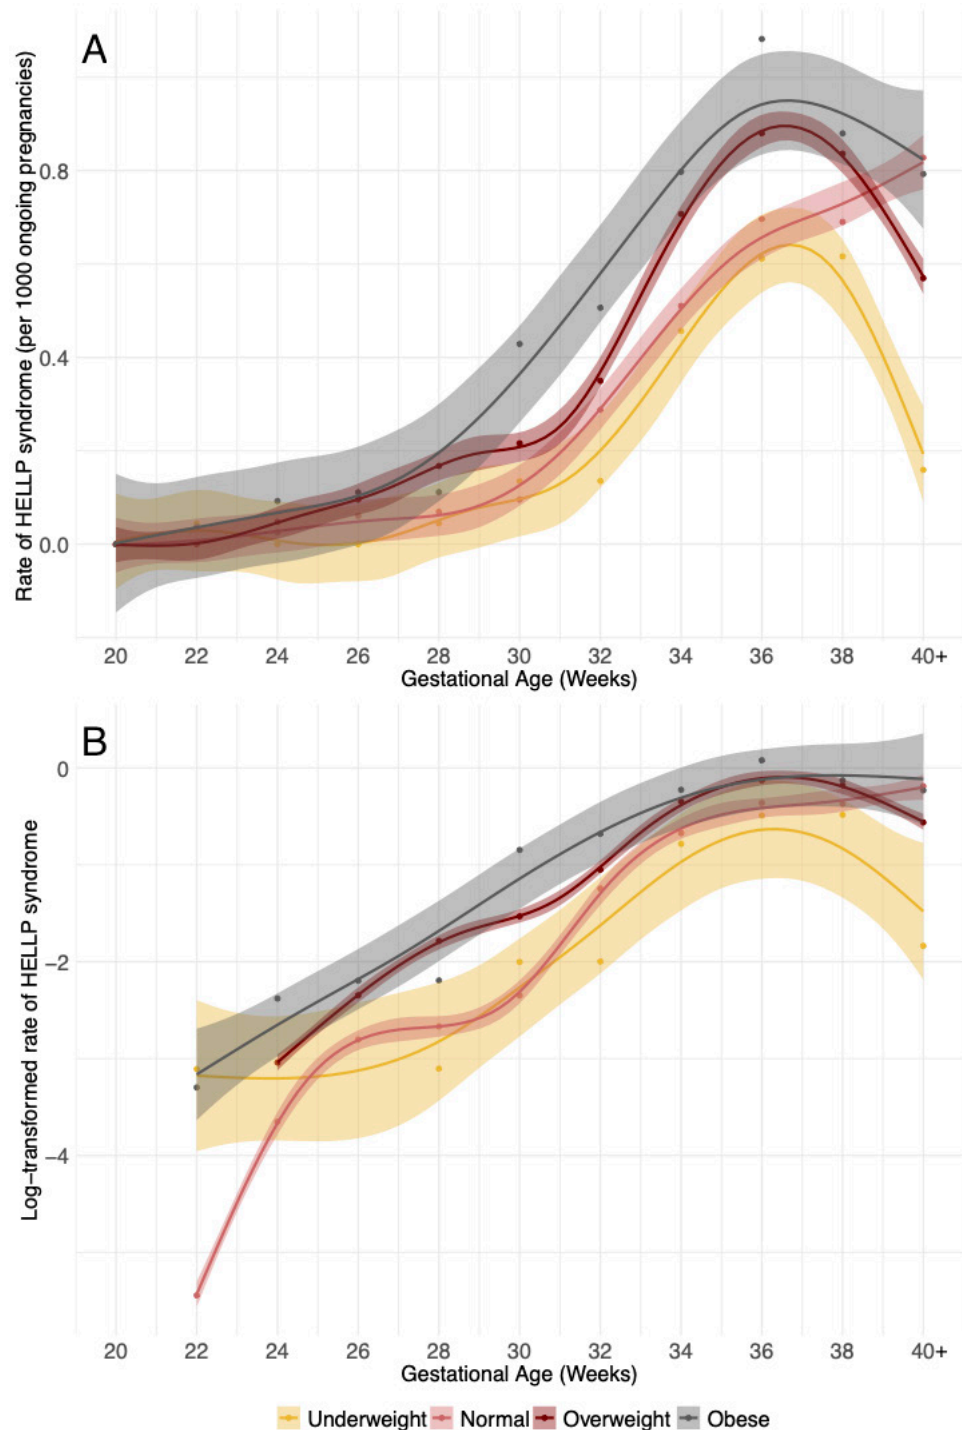 A
Rate of HELLP syndrome (per 1000 ongoing pregnancies)
0.8
0.4
0.0
20 22 24 26 28 30 32 34 36 38 40+
Gestational Age (Weeks)
B
Log−transformed rate of HELLP syndrome
0
−2
−4
20 22 24 26 28 30 32 34 36 38 40+
Gestational Age (Weeks)
Underweight Normal Overweight Obese